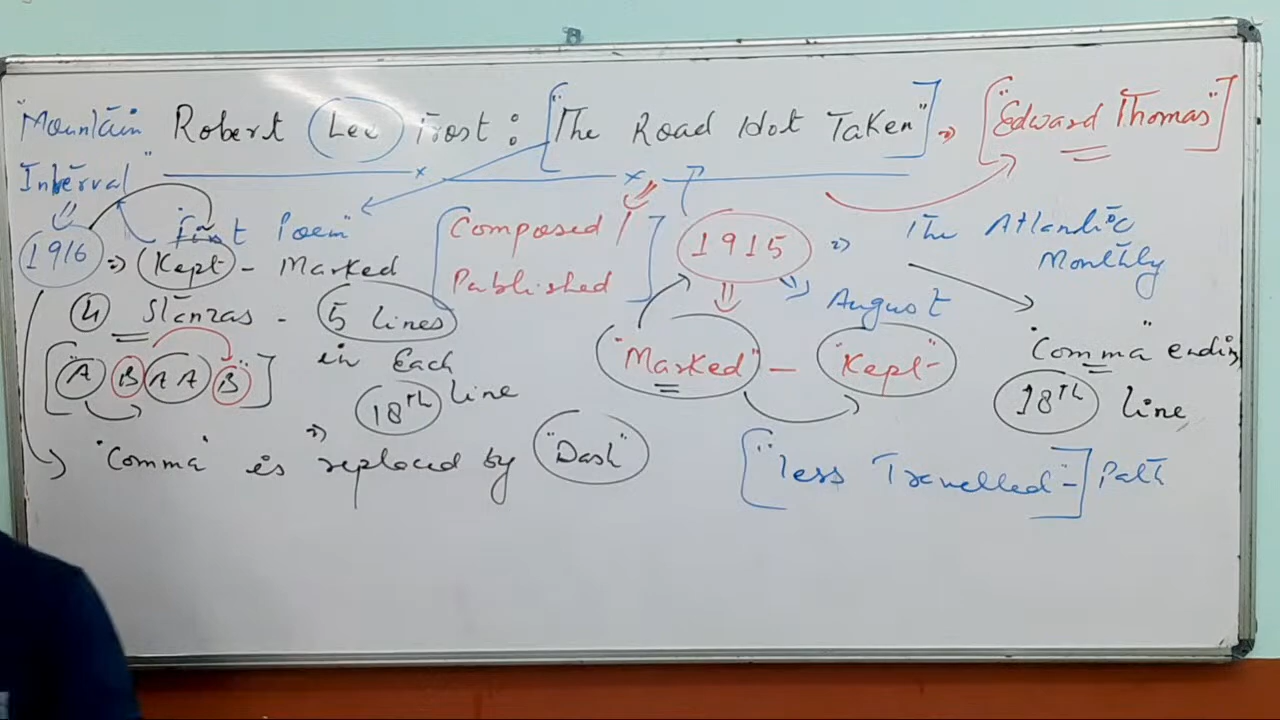 "Mountain Interval"
Robert Lee Frost : ["The Road Not Taken"] ⇒ ["Edward Thomas"]
1916 ⇒ Kept - Marked
"First Poem"
[Composed / Published] 1915 ⇒ The Atlantic Monthly
August
4 Stanzas - 5 lines in Each
["A B A A B"]
18th line
"Marked" - "Kept"
"Comma" ending
18th line
"Comma" is replaced by "Dash"
["less Travelled"-] Path